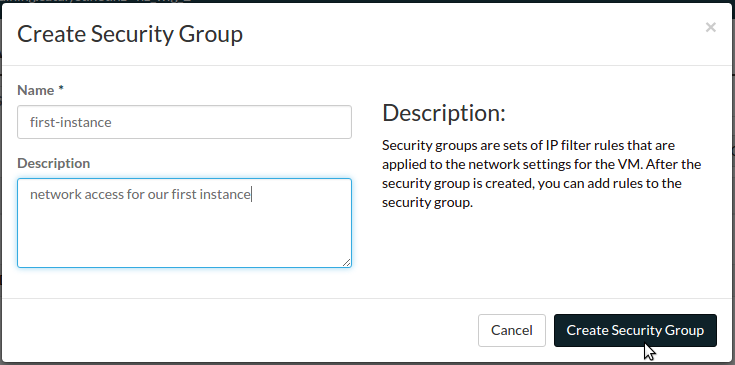 Create Security Group
×
Name *
first-instance
Description
network access for our first instance
Description:
Security groups are sets of IP filter rules that are
applied to the network settings for the VM. After the
security group is created, you can add rules to the
security group.
Cancel
Create Security Group